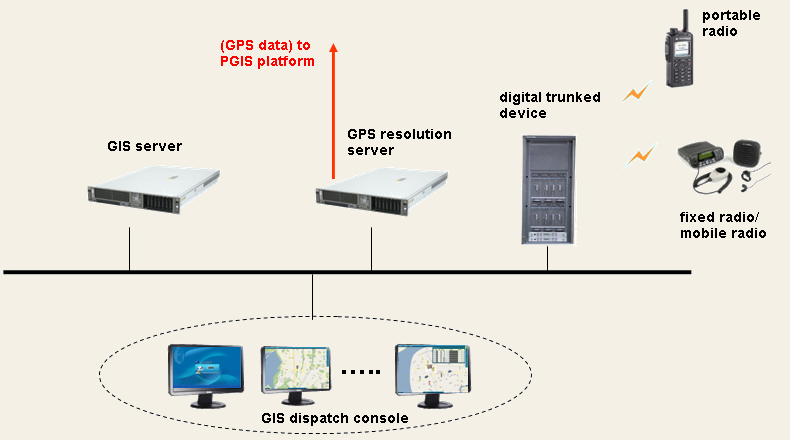 portable
radio
(GPS data) to
PGIS platform
digital trunked
device
GPS resolution
server
GIS server
fixed radio/
mobile radio
GIS dispatch console